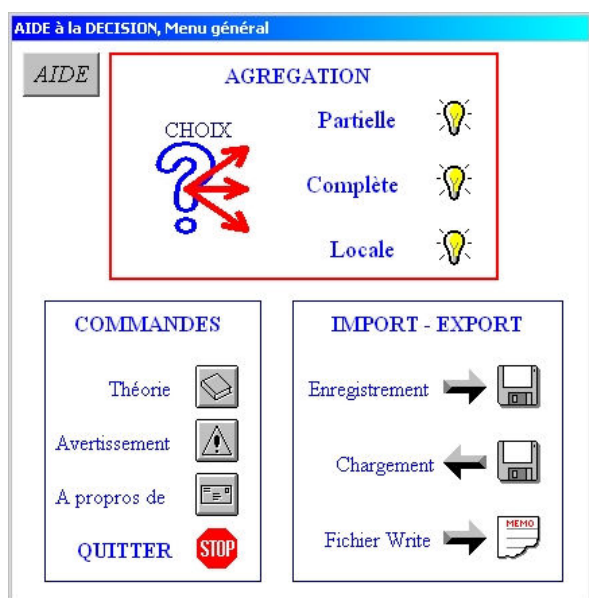 AIDE à la DECISION, Menu général
AIDE
AGREGATION
CHOIX
Partielle
Complète
Locale
COMMANDES
Théorie
Avertissement
A propos de
QUITTER
STOP
IMPORT - EXPORT
Enregistrement
Chargement
Fichier Write
MEMO